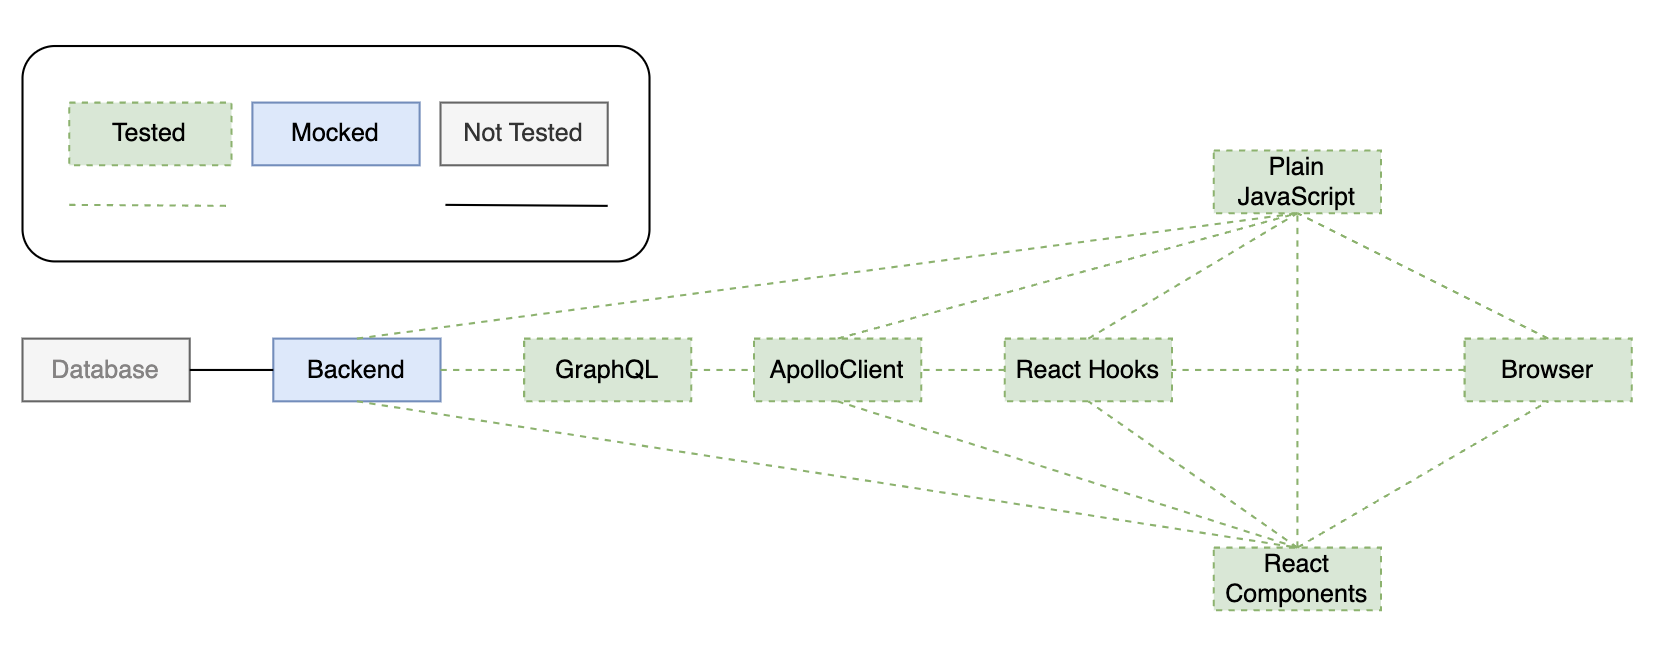 Tested
Mocked
Not Tested
Plain
JavaScript
Database
Backend
GraphQL
ApolloClient
React Hooks
Browser
React
Components